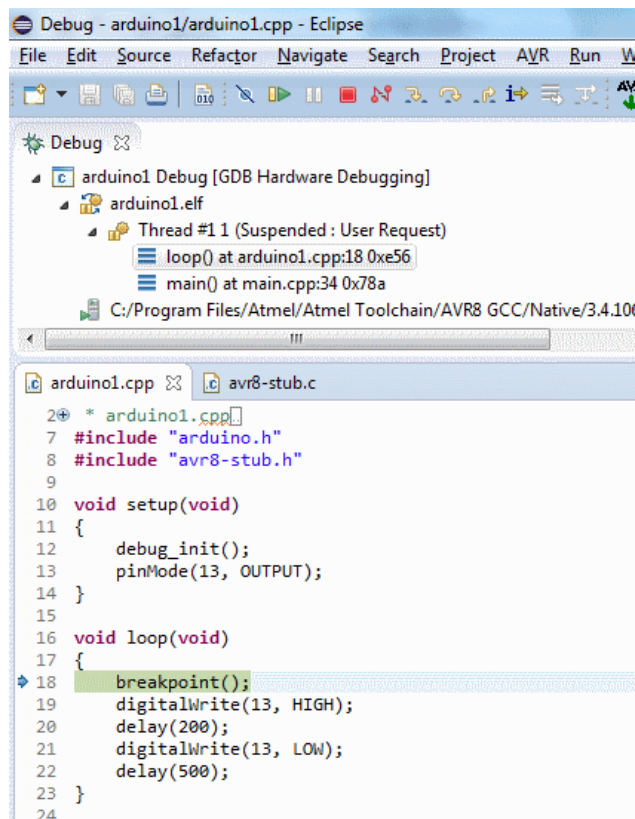 Debug - arduino1/arduino1.cpp - Eclipse
File Edit Source Refactor Navigate Search Project AVR Run
010
Debug
arduino1 Debug [GDB Hardware Debugging]
arduino1.elf
Thread #1 1 (Suspended : User Request)
loop() at arduino1.cpp:18 0xe56
main() at main.cpp:34 0x78a
C:/Program Files/Atmel/Atmel Toolchain/AVR8 GCC/Native/3.4.106
arduino1.cpp avr8-stub.c
2 * arduino1.cpp
7 #include "arduino.h"
8 #include "avr8-stub.h"
9
10 void setup(void)
11 {
12 debug_init();
13 pinMode(13, OUTPUT);
14 }
15
16 void loop(void)
17 {
18 breakpoint();
19 digitalWrite(13, HIGH);
20 delay(200);
21 digitalWrite(13, LOW);
22 delay(500);
23 }
24